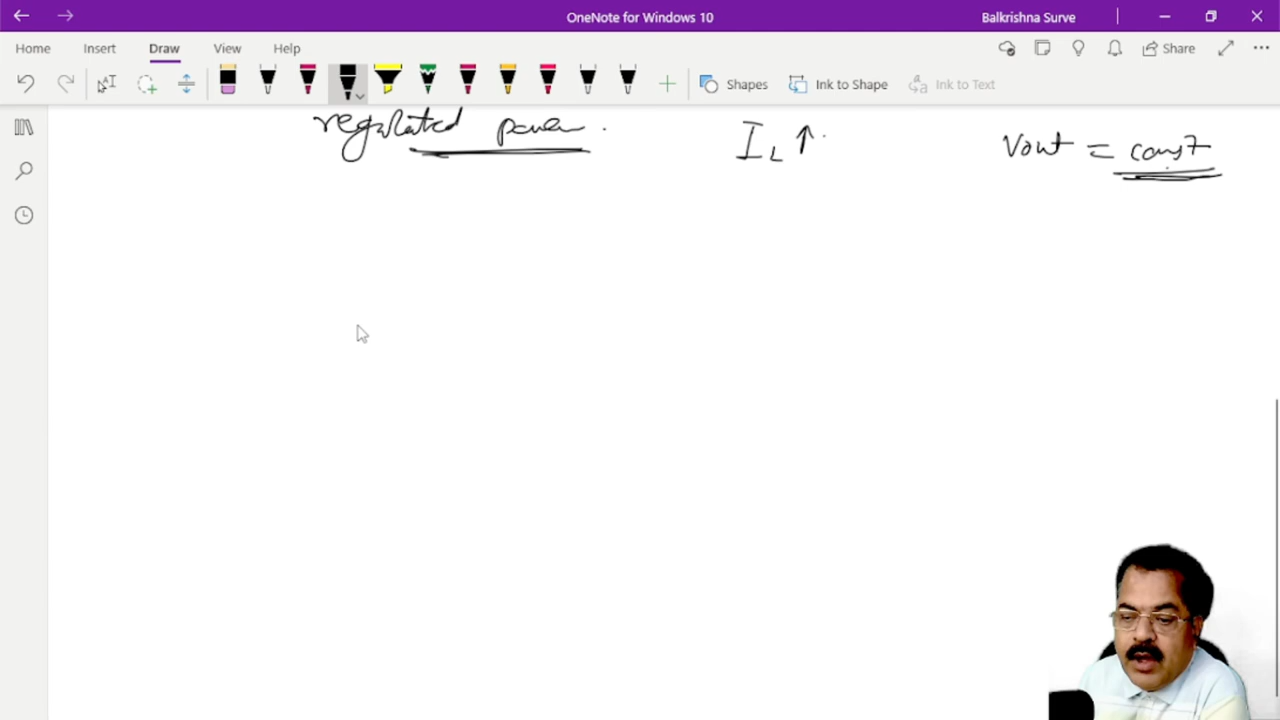 OneNote for Windows 10
Balkrishna Surve
Home Insert Draw View Help
Share
Shapes Ink to Shape Ink to Text
regulated power. IL ↑ Vout = const